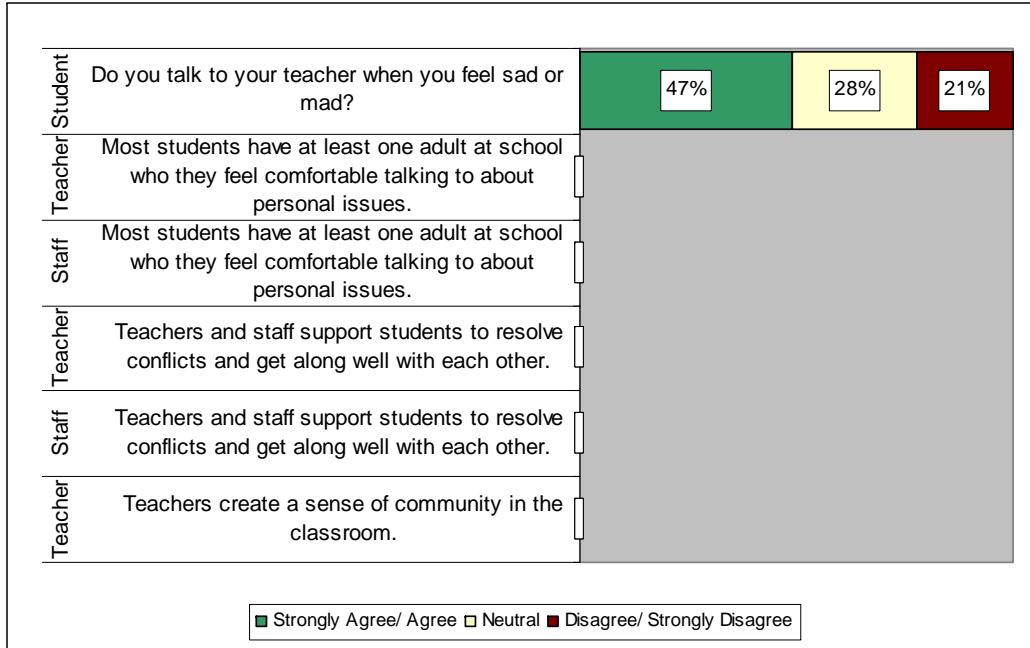 Student
Do you talk to your teacher when you feel sad or
mad?
47%
28%
21%
Teacher
Most students have at least one adult at school
who they feel comfortable talking to about
personal issues.
Staff
Most students have at least one adult at school
who they feel comfortable talking to about
personal issues.
Teacher
Teachers and staff support students to resolve
conflicts and get along well with each other.
Staff
Teachers and staff support students to resolve
conflicts and get along well with each other.
Teacher
Teachers create a sense of community in the
classroom.
Strongly Agree/ Agree
Neutral
Disagree/ Strongly Disagree